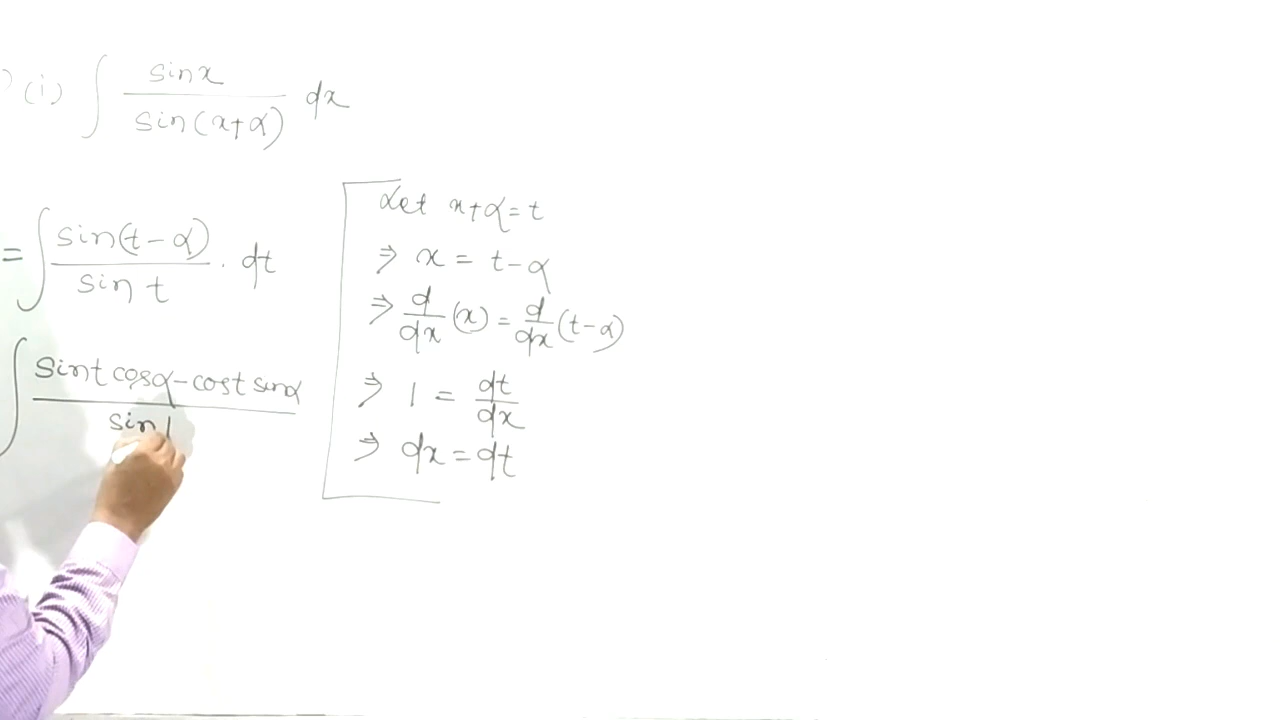 (i) ∫ sinx / sin(x+α) dx
= ∫ sin(t-α) / sin t . dt
∫ sint cosα - cost sinα / sin
Let x+α = t
⇒ x = t-α
⇒ d/dx (x) = d/dx (t-α)
⇒ 1 = dt/dx
⇒ dx = dt